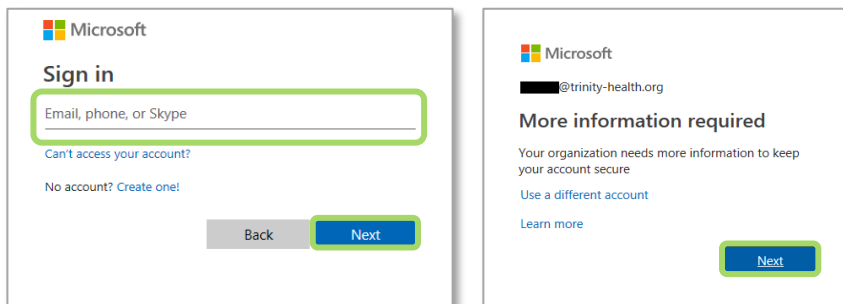 Microsoft
Sign in
Email, phone, or Skype
Can't access your account?
No account? Create one!
Back
Next
Microsoft
@trinity-health.org
More information required
Your organization needs more information to keep
your account secure
Use a different account
Learn more
Next